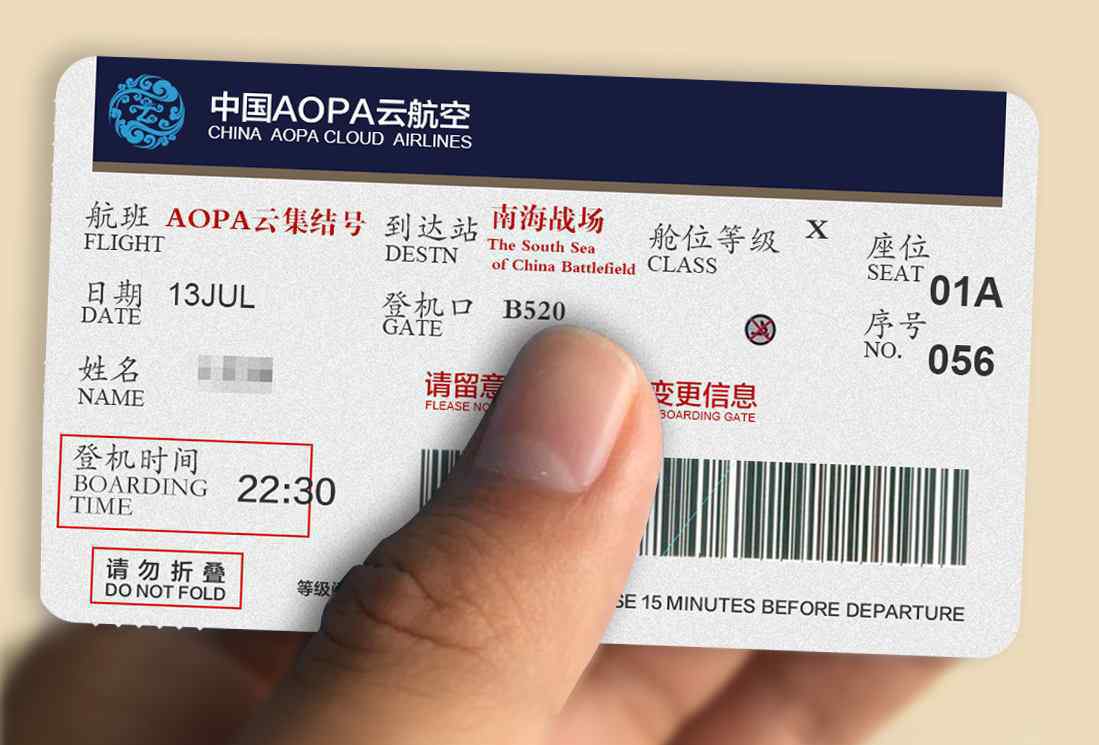 中国AOPA云航空
CHINA AOPA CLOUD AIRLINES
航班 AOPA云集结号
FLIGHT
到达站 南海战场
DESTN The South Sea
of China Battlefield
舱位等级 X
CLASS
座位
SEAT 01A
日期 13JUL
DATE
登机口 B520
GATE
序号
NO. 056
姓名
NAME
请留意 变更信息
BOARDING GATE
登机时间
BOARDING
TIME
22:30
请勿折叠
DO NOT FOLD
等级
15 MINUTES BEFORE DEPARTURE